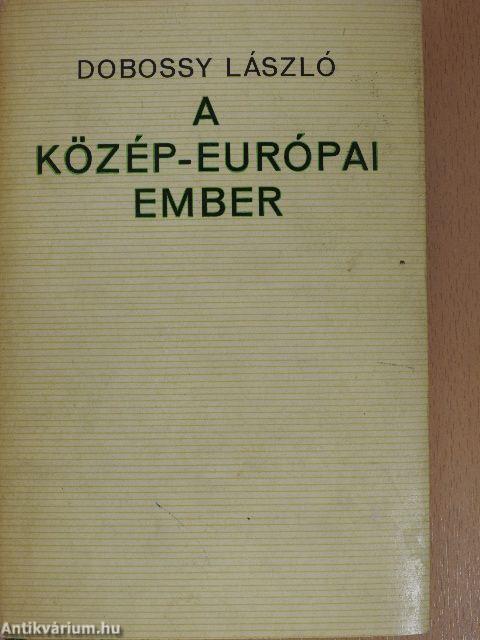 DOBOSSY LÁSZLÓ
A
KÖZÉP-EURÓPAI
EMBER
Antikvárium.hu